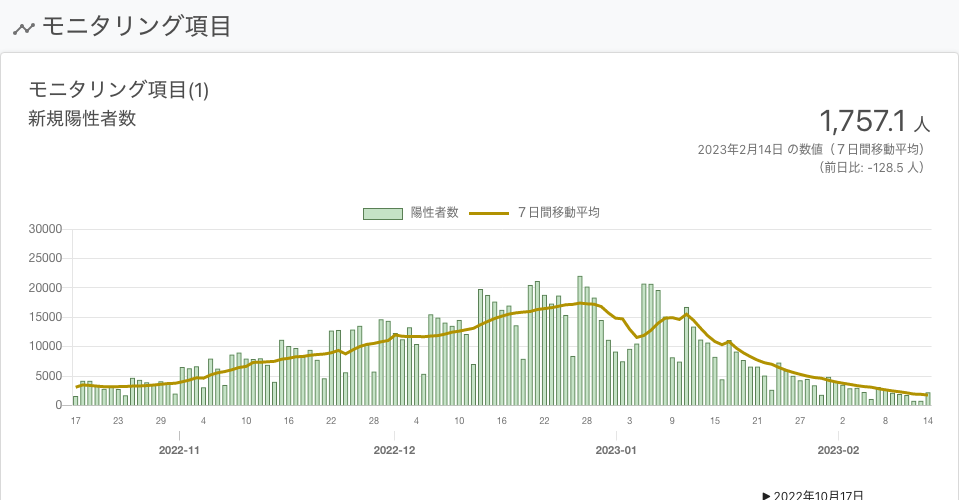 モニタリング項目
モニタリング項目(1)
新規陽性者数
1,757.1 人
2023年2月14日 の数値（７日間移動平均）
（前日比: -128.5 人）
陽性者数 ７日間移動平均
30000
25000
20000
15000
10000
5000
0
17 23 29 4 10 16 22 28 4 10 16 22 28 3 9 15 21 27 2 8 14
2022-11 2022-12 2023-01 2023-02
▶ 2022年10月17日